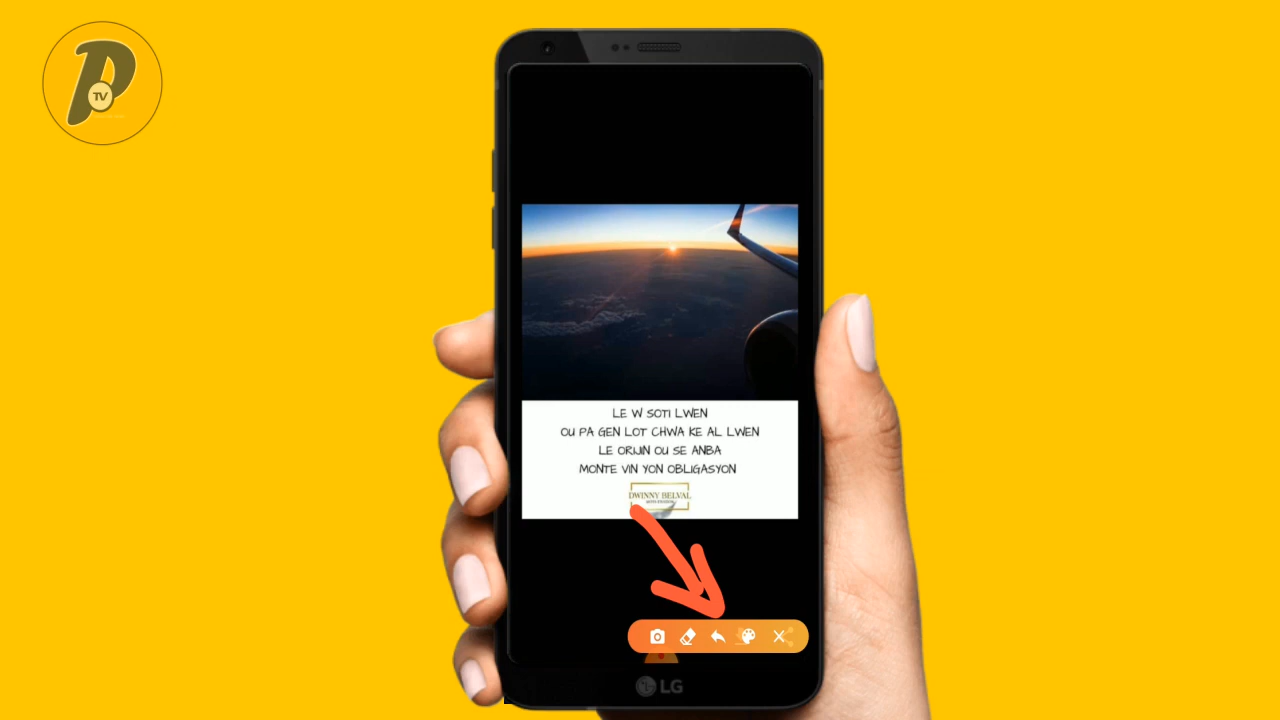 P
TV
LE W SOTI LWEN
OU PA GEN LOT CHWA KE AL LWEN
LE ORIJIN OU SE ANBA
MONTE VIN YON OBLIGASYON
DWINNY BELVAL
LG